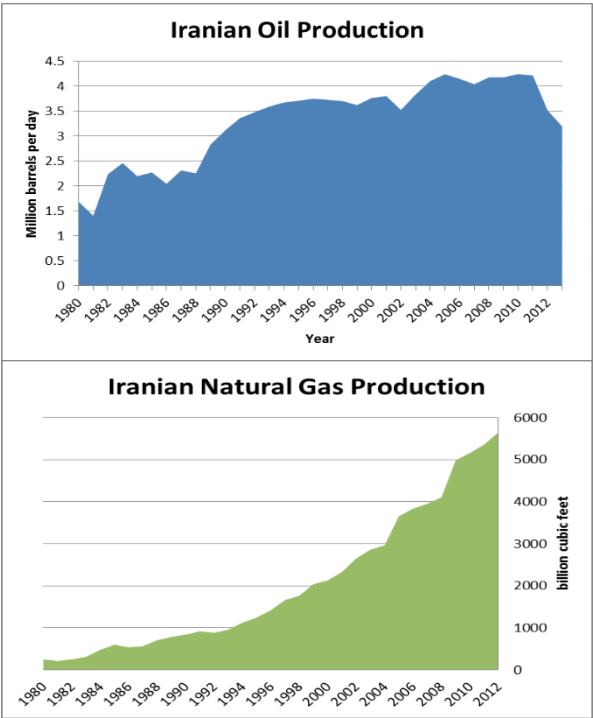 Iranian Oil Production
4.5
4
3.5
3
2.5
2
1.5
1
0.5
0
Million barrels per day
1980 1982 1984 1986 1988 1990 1992 1994 1996 1998 2000 2002 2004 2006 2008 2010 2012
Year
Iranian Natural Gas Production
6000
5000
4000
3000
2000
1000
0
billion cubic feet
1980 1982 1984 1986 1988 1990 1992 1994 1996 1998 2000 2002 2004 2006 2008 2010 2012